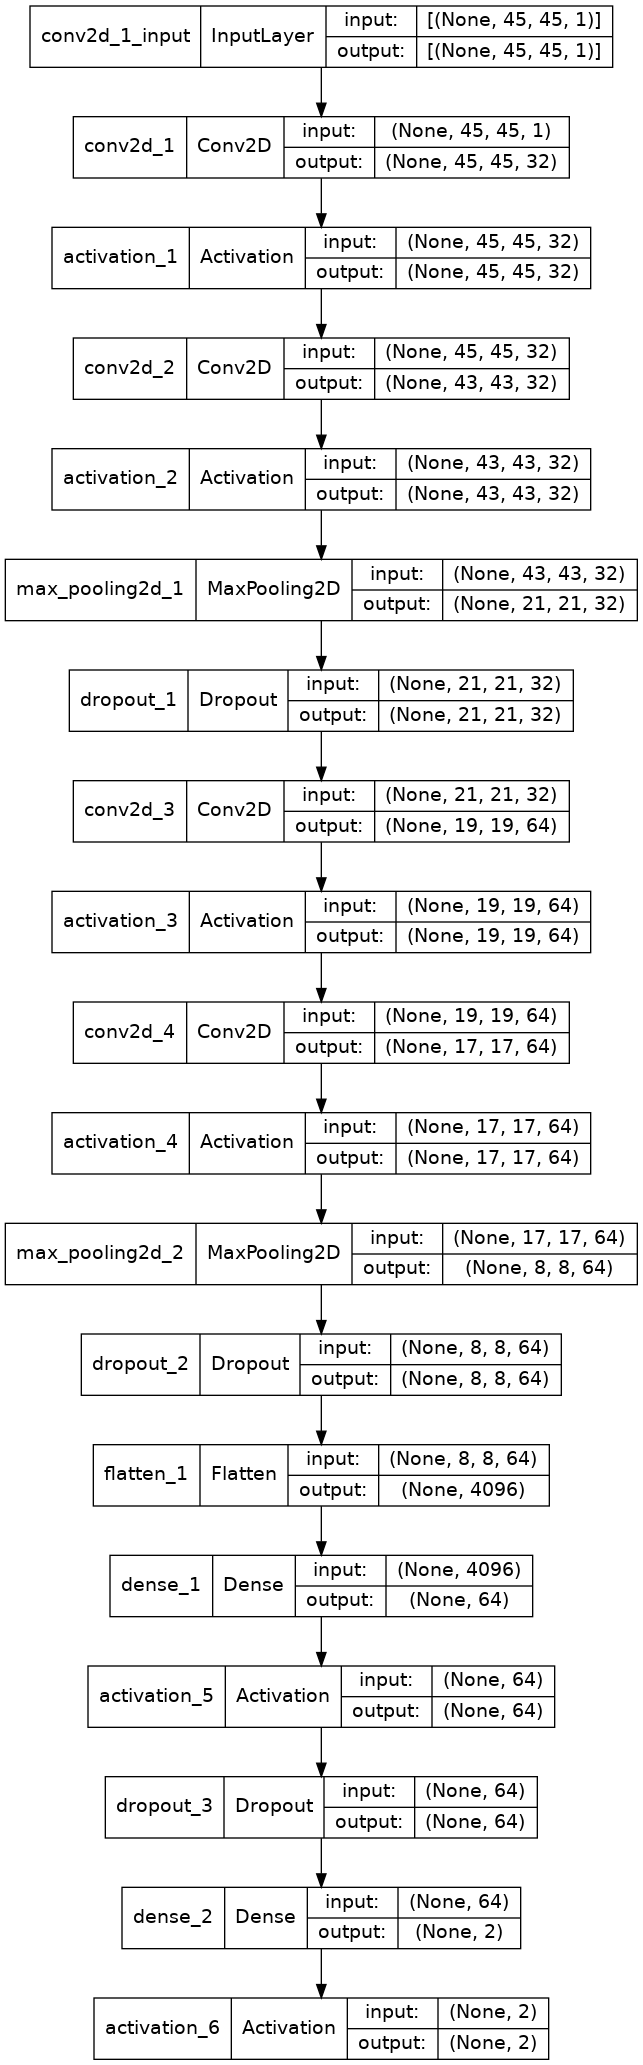 conv2d_1_input InputLayer input: [(None, 45, 45, 1)]
output: [(None, 45, 45, 1)]
conv2d_1 Conv2D input: (None, 45, 45, 1)
output: (None, 45, 45, 32)
activation_1 Activation input: (None, 45, 45, 32)
output: (None, 45, 45, 32)
conv2d_2 Conv2D input: (None, 45, 45, 32)
output: (None, 43, 43, 32)
activation_2 Activation input: (None, 43, 43, 32)
output: (None, 43, 43, 32)
max_pooling2d_1 MaxPooling2D input: (None, 43, 43, 32)
output: (None, 21, 21, 32)
dropout_1 Dropout input: (None, 21, 21, 32)
output: (None, 21, 21, 32)
conv2d_3 Conv2D input: (None, 21, 21, 32)
output: (None, 19, 19, 64)
activation_3 Activation input: (None, 19, 19, 64)
output: (None, 19, 19, 64)
conv2d_4 Conv2D input: (None, 19, 19, 64)
output: (None, 17, 17, 64)
activation_4 Activation input: (None, 17, 17, 64)
output: (None, 17, 17, 64)
max_pooling2d_2 MaxPooling2D input: (None, 17, 17, 64)
output: (None, 8, 8, 64)
dropout_2 Dropout input: (None, 8, 8, 64)
output: (None, 8, 8, 64)
flatten_1 Flatten input: (None, 8, 8, 64)
output: (None, 4096)
dense_1 Dense input: (None, 4096)
output: (None, 64)
activation_5 Activation input: (None, 64)
output: (None, 64)
dropout_3 Dropout input: (None, 64)
output: (None, 64)
dense_2 Dense input: (None, 64)
output: (None, 2)
activation_6 Activation input: (None, 2)
output: (None, 2)